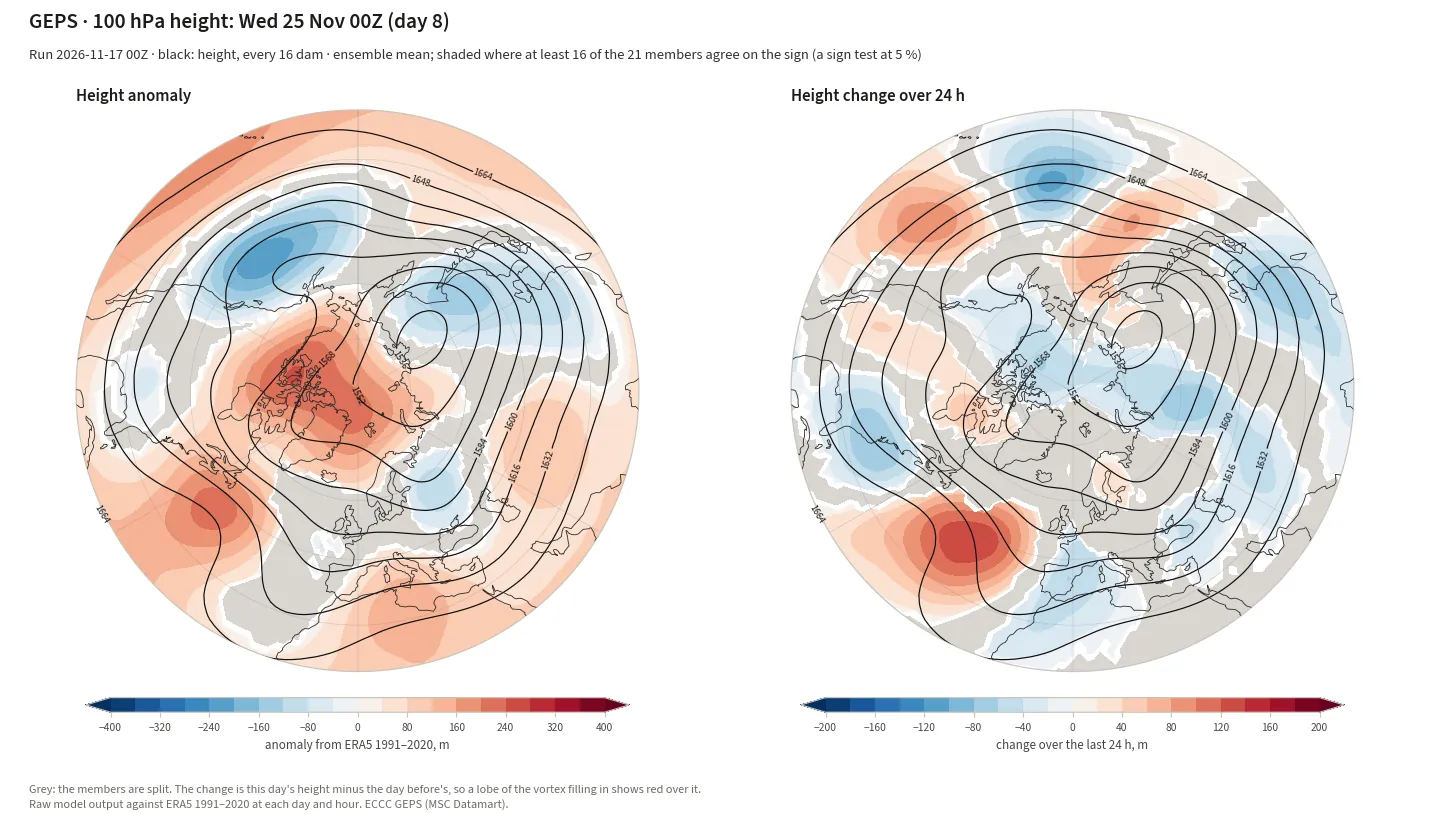 GEPS · 100 hPa height: Wed 25 Nov 00Z (day 8)
Run 2026-11-17 00Z · black: height, every 16 dam · ensemble mean; shaded where at least 16 of the 21 members agree on the sign (a sign test at 5 %)
Height anomaly
Height change over 24 h
1664
1648
1568
1600
1584
1616
1632
1664
1664
1648
1568
1600
1584
1616
1632
1664
−400 −320 −240 −160 −80 0 80 160 240 320 400
anomaly from ERA5 1991–2020, m
−200 −160 −120 −80 −40 0 40 80 120 160 200
change over the last 24 h, m
Grey: the members are split. The change is this day's height minus the day before's, so a lobe of the vortex filling in shows red over it.
Raw model output against ERA5 1991–2020 at each day and hour. ECCC GEPS (MSC Datamart).